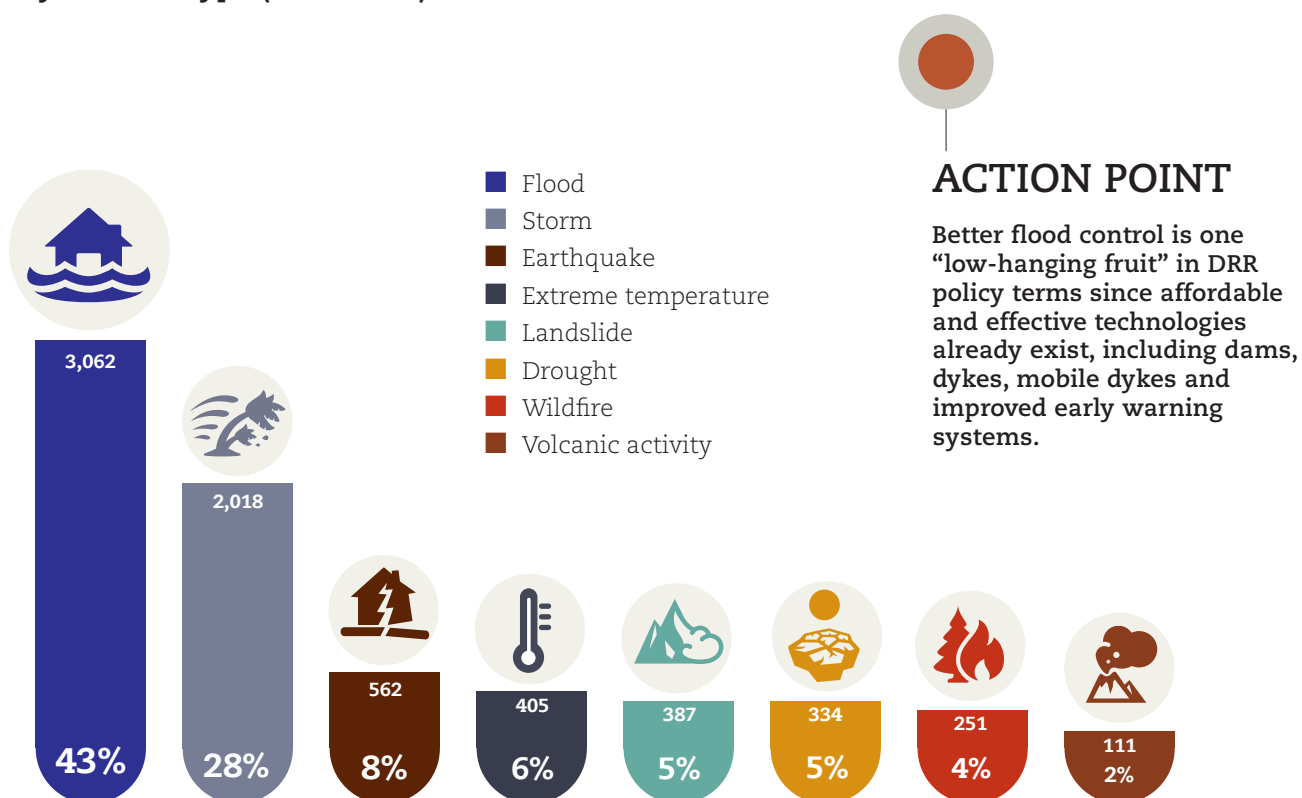 Flood
Storm
Earthquake
Extreme temperature
Landslide
Drought
Wildfire
Volcanic activity
ACTION POINT
Better flood control is one
“low-hanging fruit” in DRR
policy terms since affordable
and effective technologies
already exist, including dams,
dykes, mobile dykes and
improved early warning
systems.
3,062
43%
2,018
28%
562
8%
405
6%
387
5%
334
5%
251
4%
111
2%